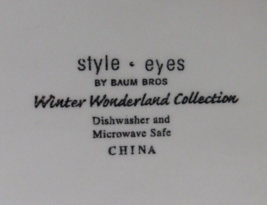 style • eyes
BY BAUM BROS
Winter Wonderland Collection
Dishwasher and
Microwave Safe
CHINA